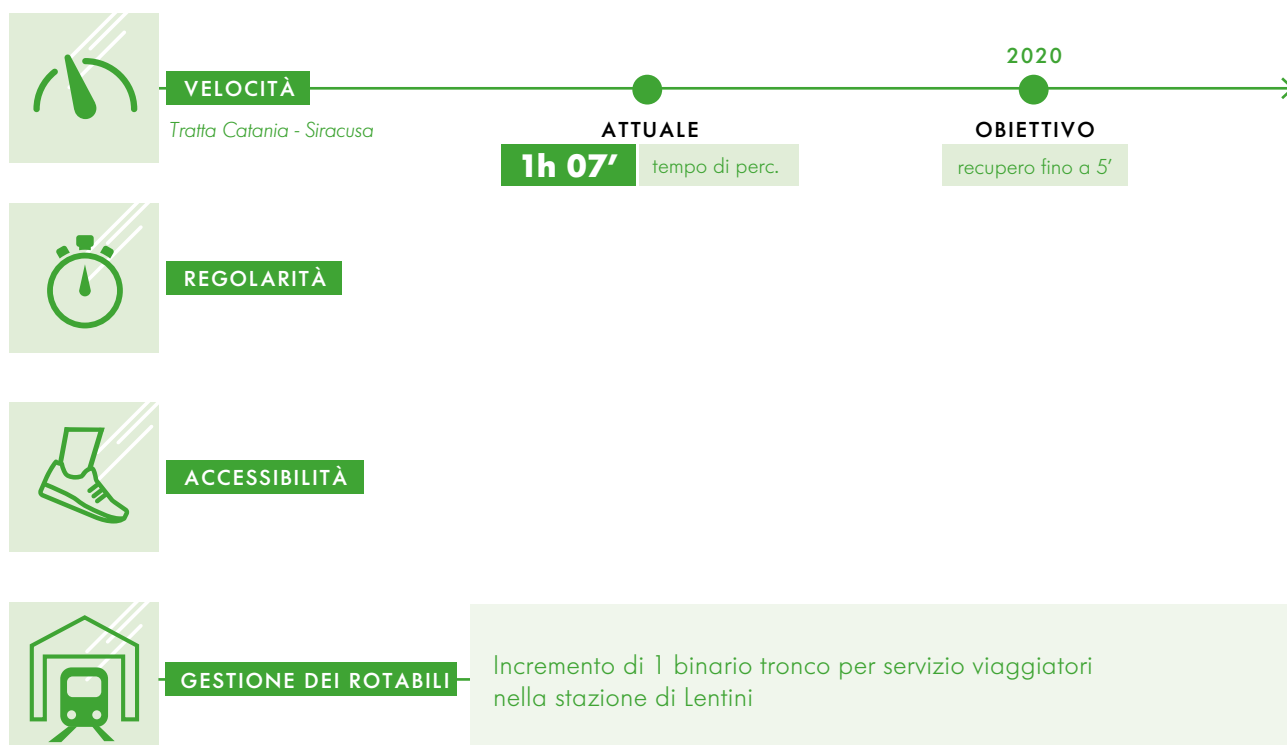 2020
VELOCITÀ
Tratta Catania - Siracusa
ATTUALE
OBIETTIVO
1h 07’ tempo di perc.
recupero fino a 5’
REGOLARITÀ
ACCESSIBILITÀ
GESTIONE DEI ROTABILI
Incremento di 1 binario tronco per servizio viaggiatori
nella stazione di Lentini